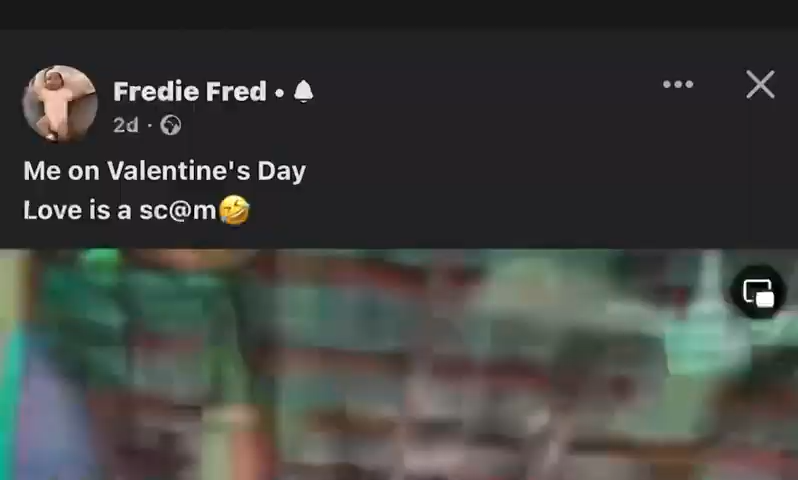 Fredie Fred •
2d ·
Me on Valentine's Day
Love is a sc@m🤣